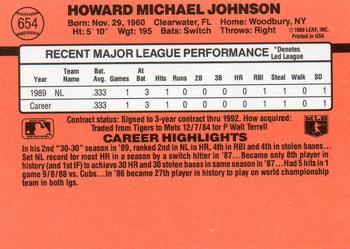 654
HOWARD MICHAEL JOHNSON
Born: Nov. 29, 1960 Clearwater, FL Home: Woodbury, NY
Ht: 5' 10" Wgt: 195 Bats: Switch Throws: Right
© 1989 LEAF, INC.
Printed in USA
RECENT MAJOR LEAGUE PERFORMANCE *Denotes Led League
Year Team Name Bat. Avg. Games At Bat Hits Runs 2B 3B HR RBI Steal Walk SO
1989 NL .333 1 3 1 0 0 0 0 0 1 0 1
Career .333 1 3 1 0 0 0 0 0 1 0 1
Contract status: Signed to 3-year contract thru 1992. How acquired:
Traded from Tigers to Mets 12/7/84 for P Walt Terrell
CAREER HIGHLIGHTS
MLB
In his 2nd "30-30" season in '89, ranked 2nd in NL in HR, 4th in RBI and 4th in stolen bases...
Set NL record for most HR in a season by a switch hitter in '87... Became only 8th player in
history (and 1st IF) to achieve 30 HR and 30 stolen bases in same season in '87... Had 5 hits in
1 game 9/8/88 vs. Cubs... In '86 became 27th player in history to play on world championship
team in both lgs.